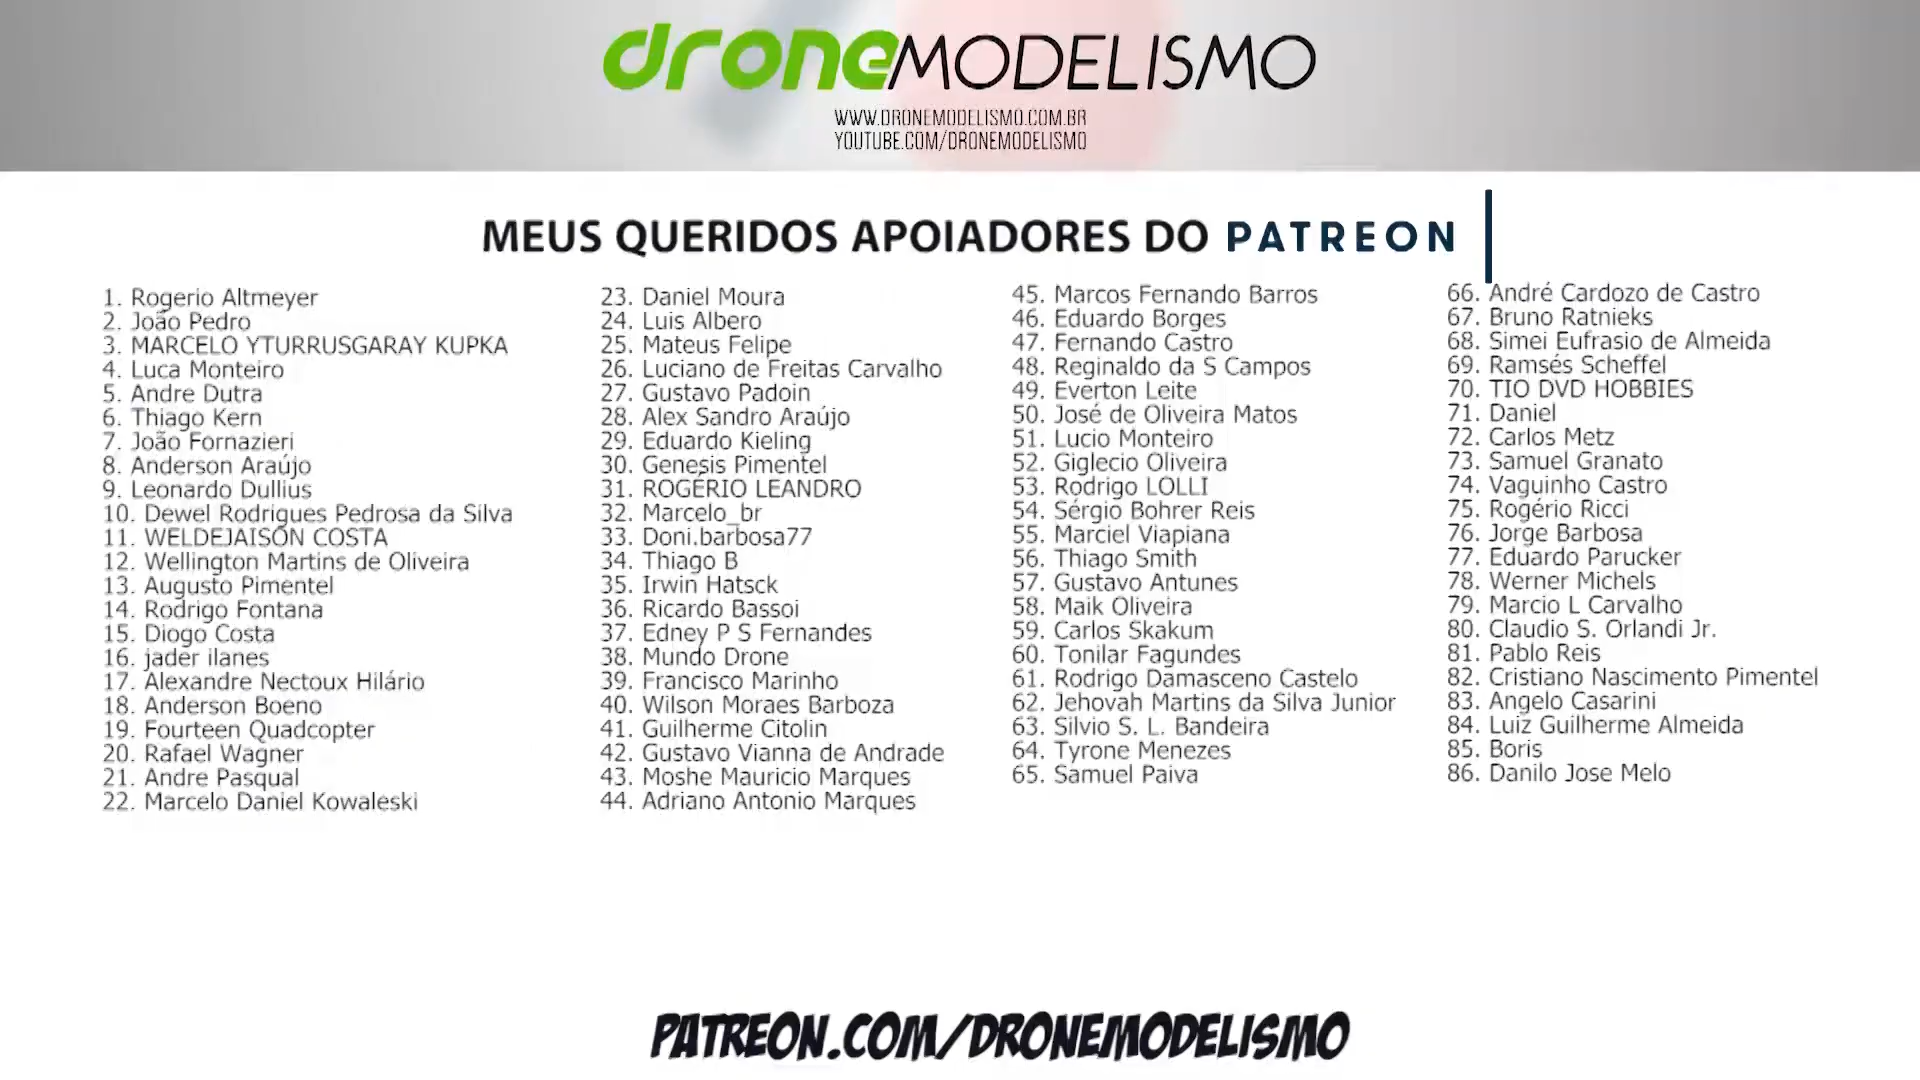 droneMODELISMO
WWW.DRONEMODELISMO.COM.BR
YOUTUBE.COM/DRONEMODELISMO
MEUS QUERIDOS APOIADORES DO PATREON
1. Rogerio Altmeyer
2. João Pedro
3. MARCELO YTURRUSGARAY KUPKA
4. Luca Monteiro
5. Andre Dutra
6. Thiago Kern
7. João Fornazieri
8. Anderson Araújo
9. Leonardo Dullius
10. Dewel Rodrigues Pedrosa da Silva
11. WELDEJAISON COSTA
12. Wellington Martins de Oliveira
13. Augusto Pimentel
14. Rodrigo Fontana
15. Diogo Costa
16. jader ilanes
17. Alexandre Nectoux Hilário
18. Anderson Boeno
19. Fourteen Quadcopter
20. Rafael Wagner
21. Andre Pasqual
22. Marcelo Daniel Kowaleski
23. Daniel Moura
24. Luis Albero
25. Mateus Felipe
26. Luciano de Freitas Carvalho
27. Gustavo Padoin
28. Alex Sandro Araújo
29. Eduardo Kieling
30. Genesis Pimentel
31. ROGÉRIO LEANDRO
32. Marcelo_br
33. Doni.barbosa77
34. Thiago B
35. Irwin Hatsck
36. Ricardo Bassoi
37. Edney P S Fernandes
38. Mundo Drone
39. Francisco Marinho
40. Wilson Moraes Barboza
41. Guilherme Citolin
42. Gustavo Vianna de Andrade
43. Moshe Mauricio Marques
44. Adriano Antonio Marques
45. Marcos Fernando Barros
46. Eduardo Borges
47. Fernando Castro
48. Reginaldo da S Campos
49. Everton Leite
50. José de Oliveira Matos
51. Lucio Monteiro
52. Giglecio Oliveira
53. Rodrigo LOLLI
54. Sérgio Bohrer Reis
55. Marciel Viapiana
56. Thiago Smith
57. Gustavo Antunes
58. Maik Oliveira
59. Carlos Skakum
60. Tonilar Fagundes
61. Rodrigo Damasceno Castelo
62. Jehovah Martins da Silva Junior
63. Silvio S. L. Bandeira
64. Tyrone Menezes
65. Samuel Paiva
66. André Cardozo de Castro
67. Bruno Ratnieks
68. Simei Eufrasio de Almeida
69. Ramsés Scheffel
70. TIO DVD HOBBIES
71. Daniel
72. Carlos Metz
73. Samuel Granato
74. Vaguinho Castro
75. Rogério Ricci
76. Jorge Barbosa
77. Eduardo Parucker
78. Werner Michels
79. Marcio L Carvalho
80. Claudio S. Orlandi Jr.
81. Pablo Reis
82. Cristiano Nascimento Pimentel
83. Angelo Casarini
84. Luiz Guilherme Almeida
85. Boris
86. Danilo Jose Melo
PATREON.COM/DRONEMODELISMO